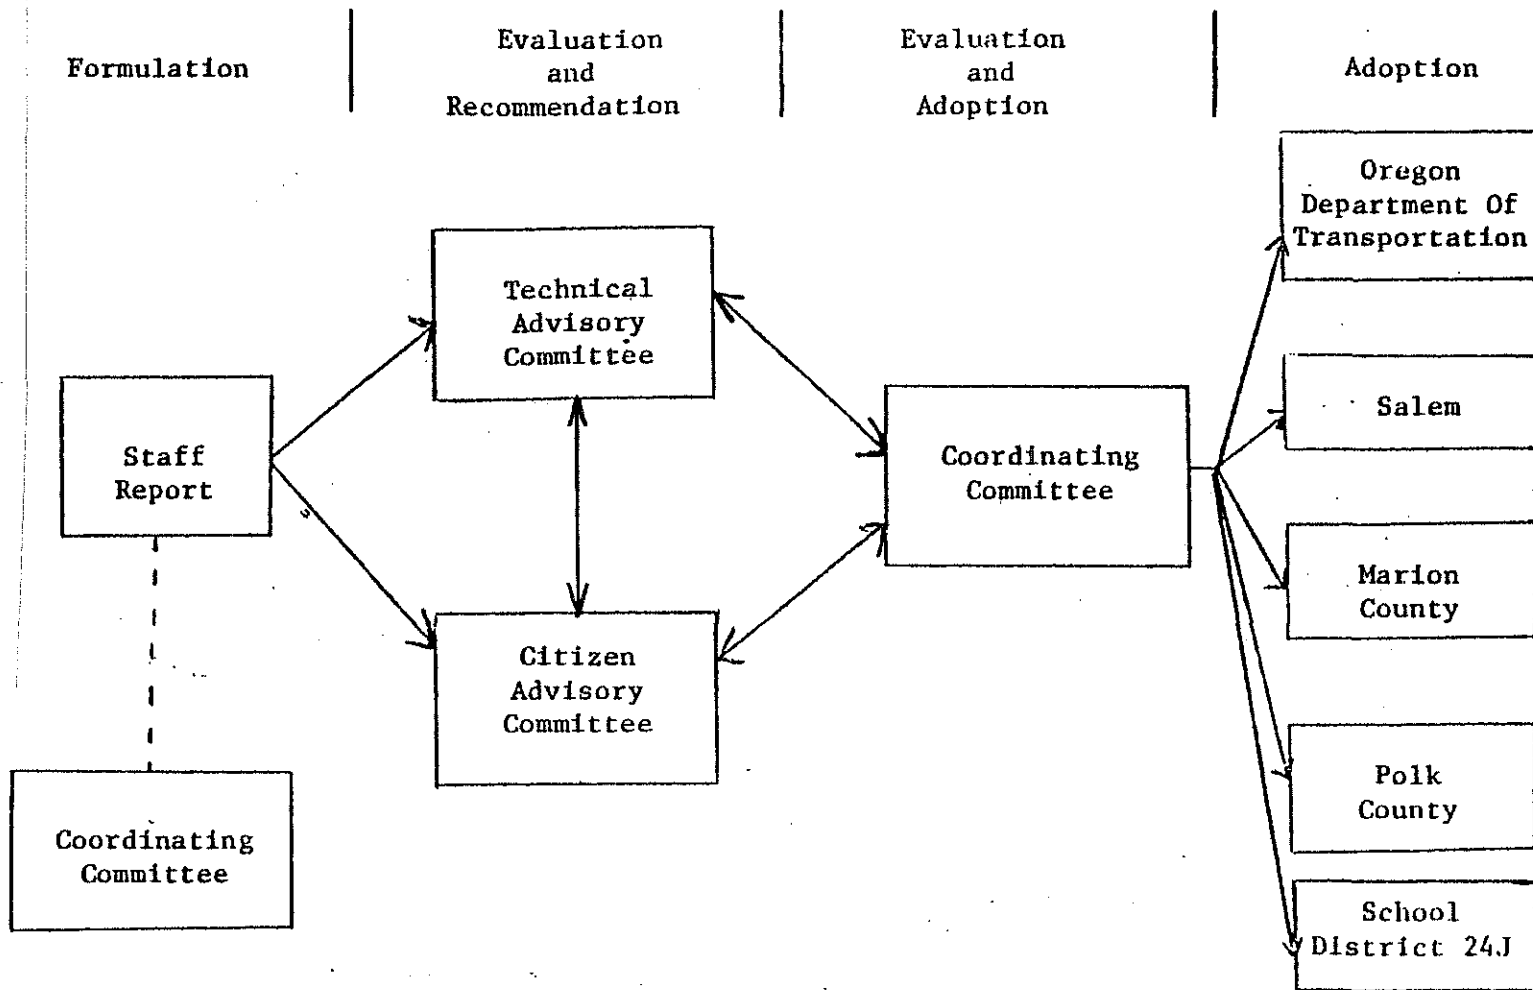 Formulation
Evaluation
and
Recommendation
Evaluation
and
Adoption
Adoption
Oregon
Department Of
Transportation
Technical
Advisory
Committee
Salem
Staff
Report
Coordinating
Committee
Marion
County
Citizen
Advisory
Committee
Polk
County
Coordinating
Committee
School
District 24J